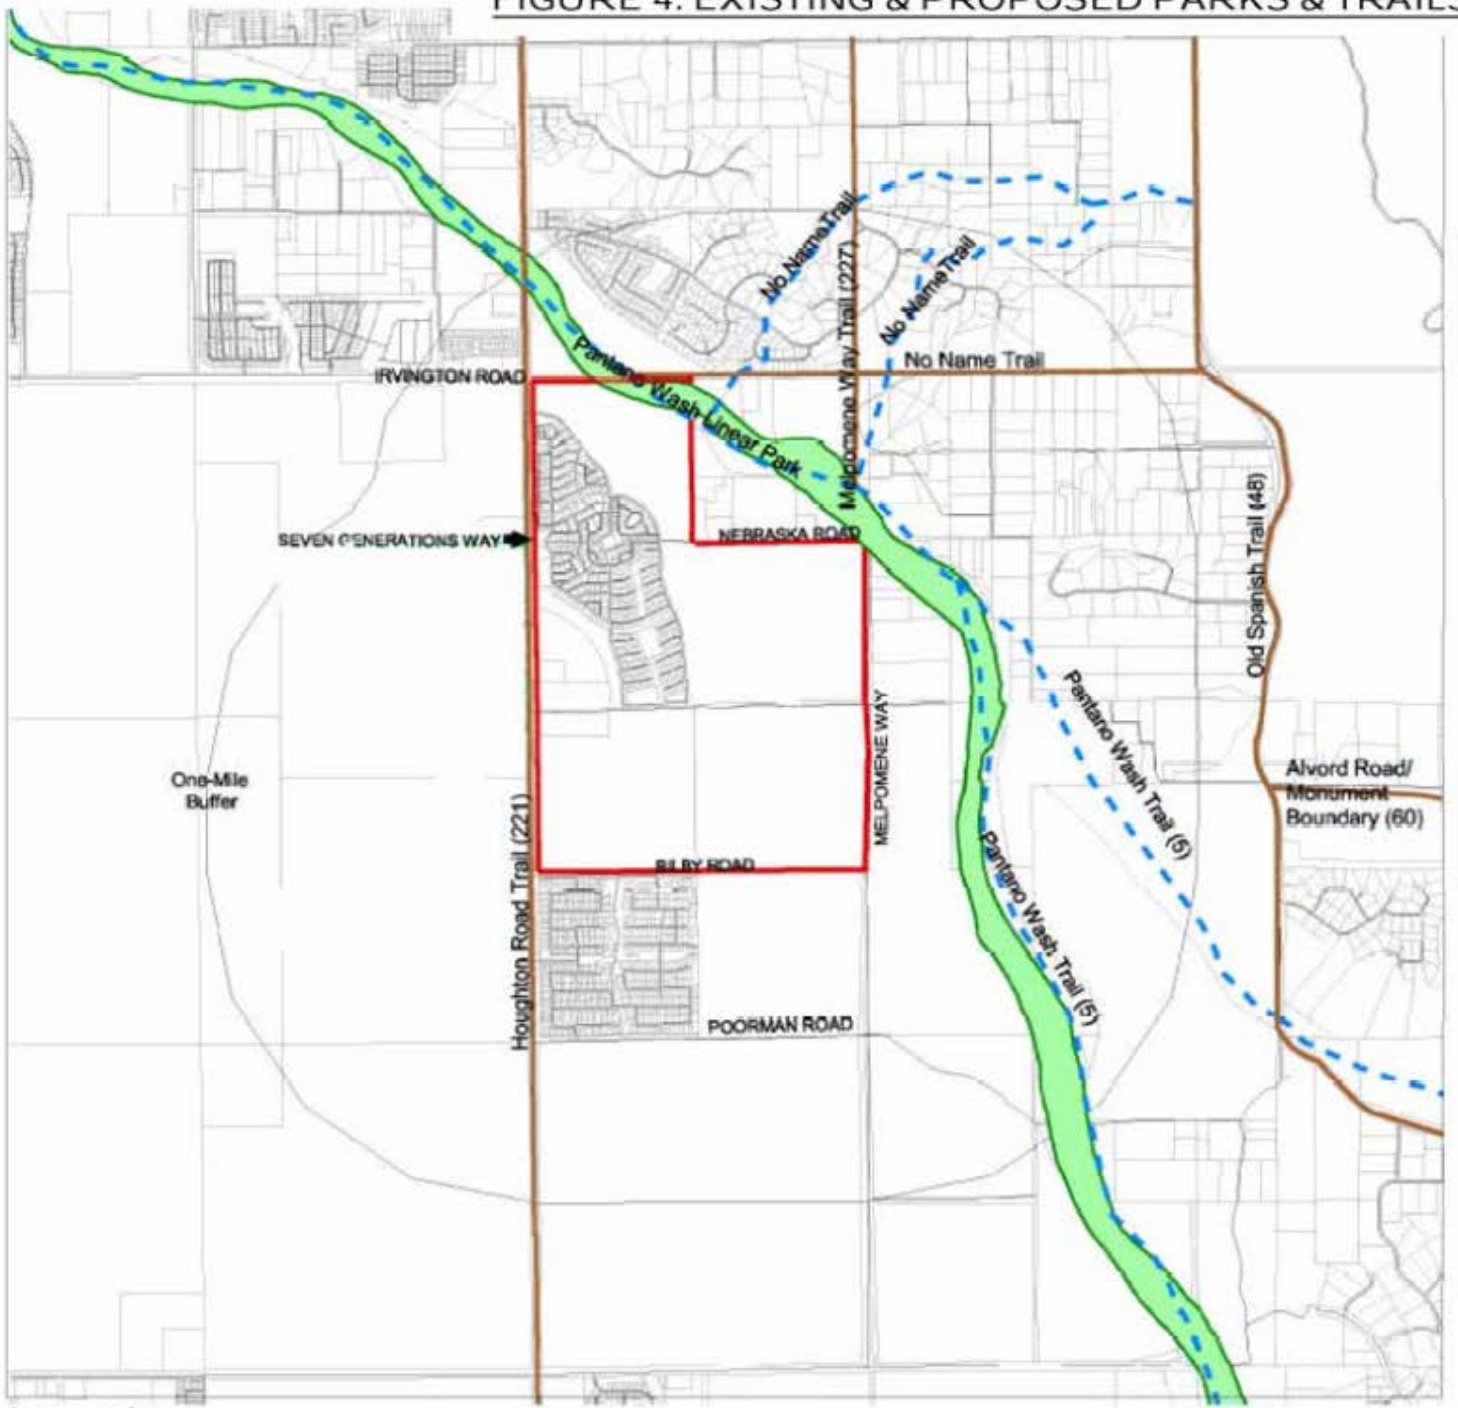 FIGURE 4: EXISTING & PROPOSED PARKS & TRAILS
No Name Trail
No Name Trail
Melpomene Way Trail (227)
No Name Trail
IRVINGTON ROAD
Pantano Wash Linear Park
Old Spanish Trail (48)
SEVEN GENERATIONS WAY
NEBRASKA ROAD
One-Mile
Buffer
MELPOMENE WAY
Pantano Wash Trail (5)
Alvord Road/
Monument
Boundary (60)
Houghton Road Trail (221)
BILBY ROAD
Pantano Wash Trail (5)
POORMAN ROAD